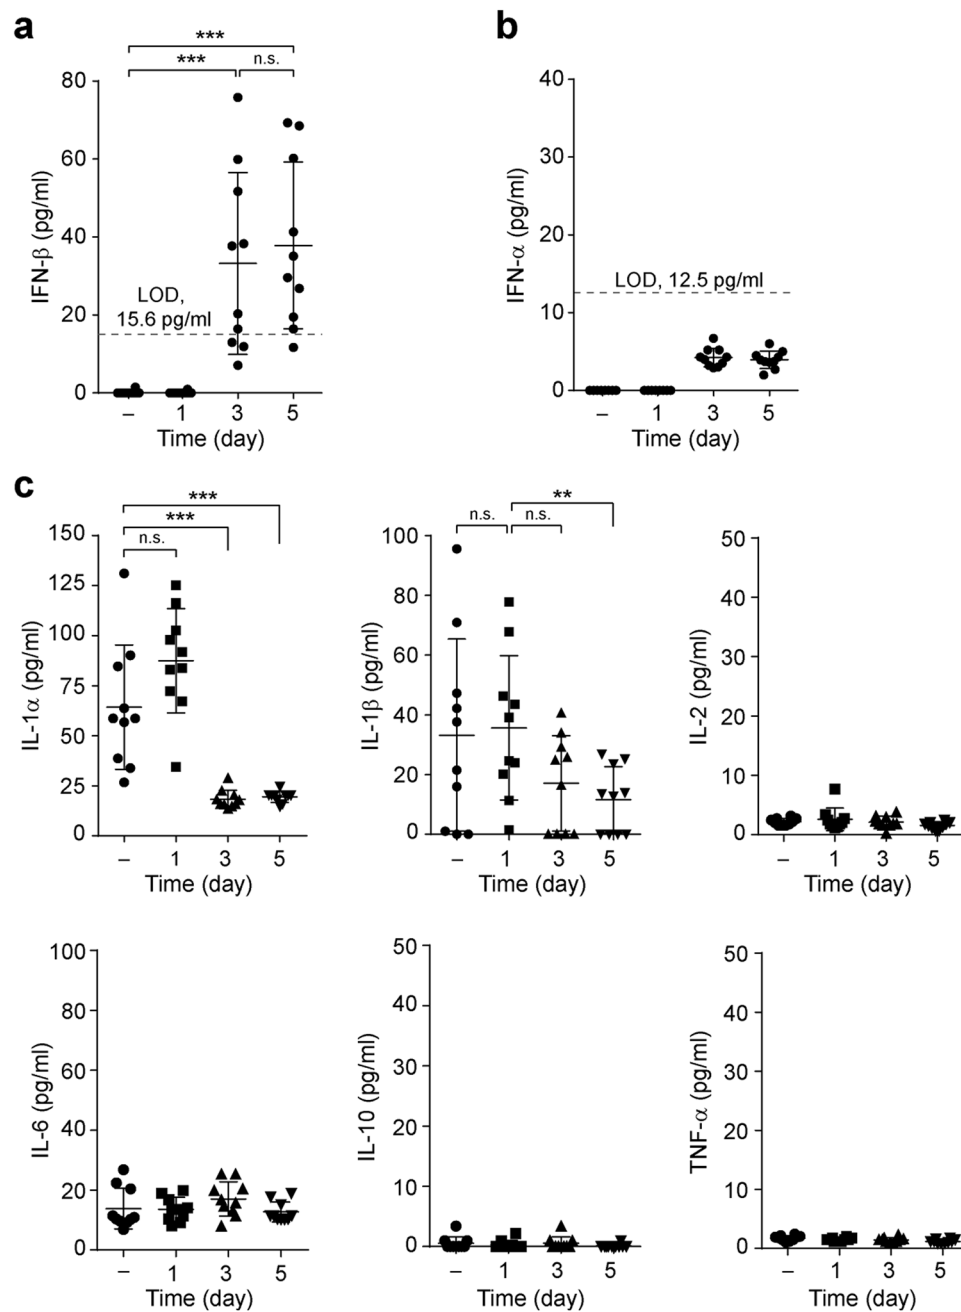 a
***
***
n.s.
IFN-β (pg/ml)
80
60
40
20
0
LOD,
15.6 pg/ml
– 1 3 5
Time (day)
b
IFN-α (pg/ml)
40
30
20
10
0
LOD, 12.5 pg/ml
– 1 3 5
Time (day)
c
***
***
n.s.
IL-1α (pg/ml)
150
125
100
75
50
25
0
– 1 3 5
Time (day)
**
n.s. n.s.
IL-1β (pg/ml)
100
80
60
40
20
0
– 1 3 5
Time (day)
IL-2 (pg/ml)
50
40
30
20
10
0
– 1 3 5
Time (day)
IL-6 (pg/ml)
100
80
60
40
20
0
– 1 3 5
Time (day)
IL-10 (pg/ml)
50
40
30
20
10
0
– 1 3 5
Time (day)
TNF-α (pg/ml)
50
40
30
20
10
0
– 1 3 5
Time (day)